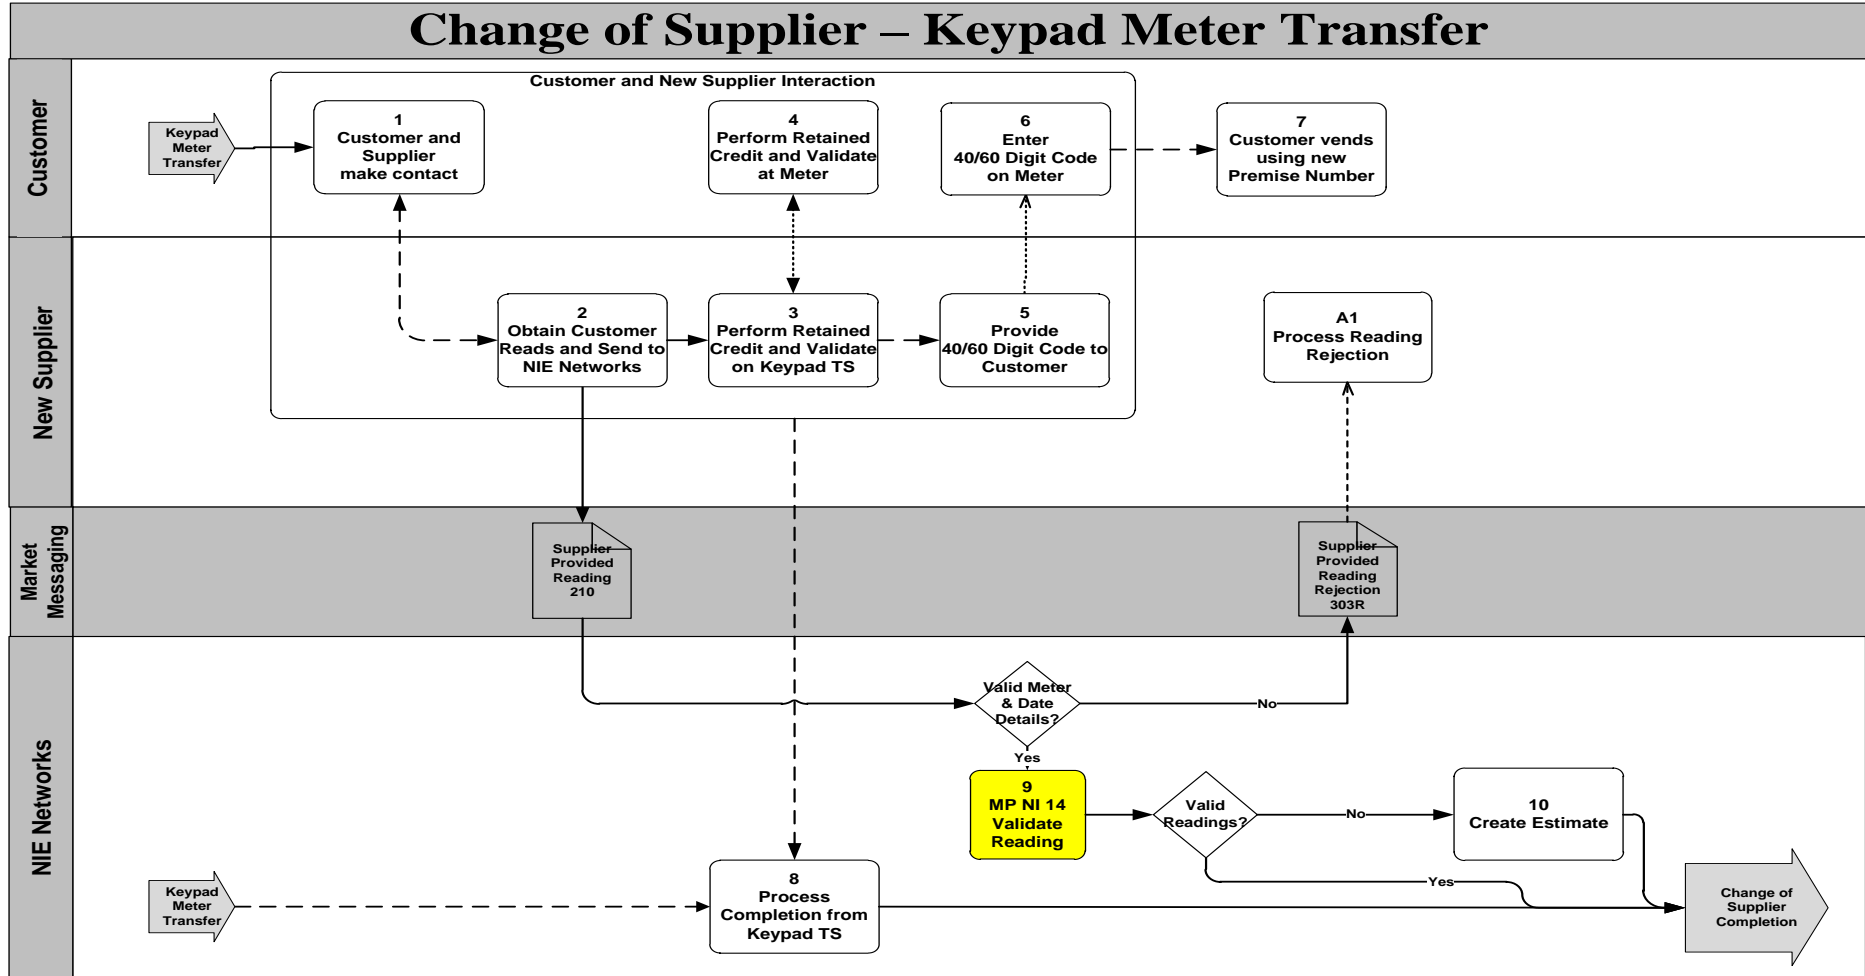 Change of Supplier – Keypad Meter Transfer
Customer
Customer and New Supplier Interaction
Keypad
Meter
Transfer
1
Customer and
Supplier
make contact
4
Perform Retained
Credit and Validate
at Meter
6
Enter
40/60 Digit Code
on Meter
7
Customer vends
using new
Premise Number
New Supplier
2
Obtain Customer
Reads and Send to
NIE Networks
3
Perform Retained
Credit and Validate
on Keypad TS
5
Provide
40/60 Digit Code to
Customer
A1
Process Reading
Rejection
Market
Messaging
Supplier
Provided
Reading
210
Supplier
Provided
Reading
Rejection
303R
NIE Networks
Valid Meter
& Date
Details?
No
Yes
9
MP NI 14
Validate
Reading
Valid
Readings?
No
10
Create Estimate
Yes
Keypad
Meter
Transfer
8
Process
Completion from
Keypad TS
Change of
Supplier
Completion